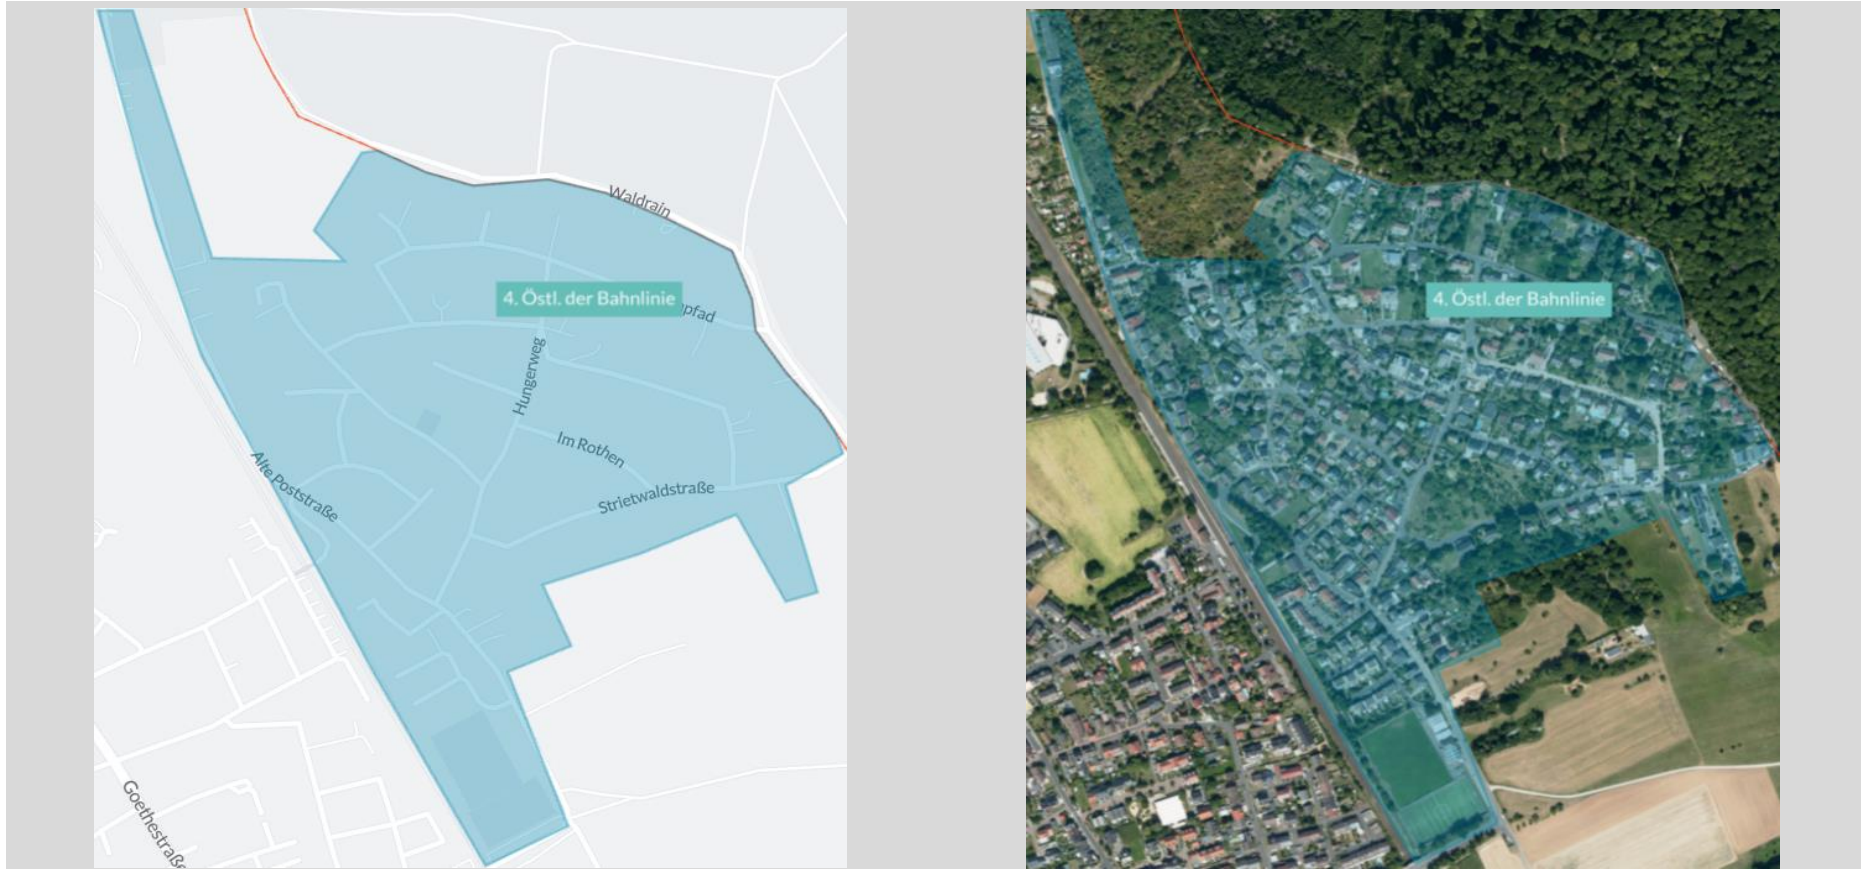 Waldrain
4. Östl. der Bahnlinie
pfad
Hungerweg
Im Rothen
Alte Poststraße
Strietwaldstraße
Goethestraße
4. Östl. der Bahnlinie